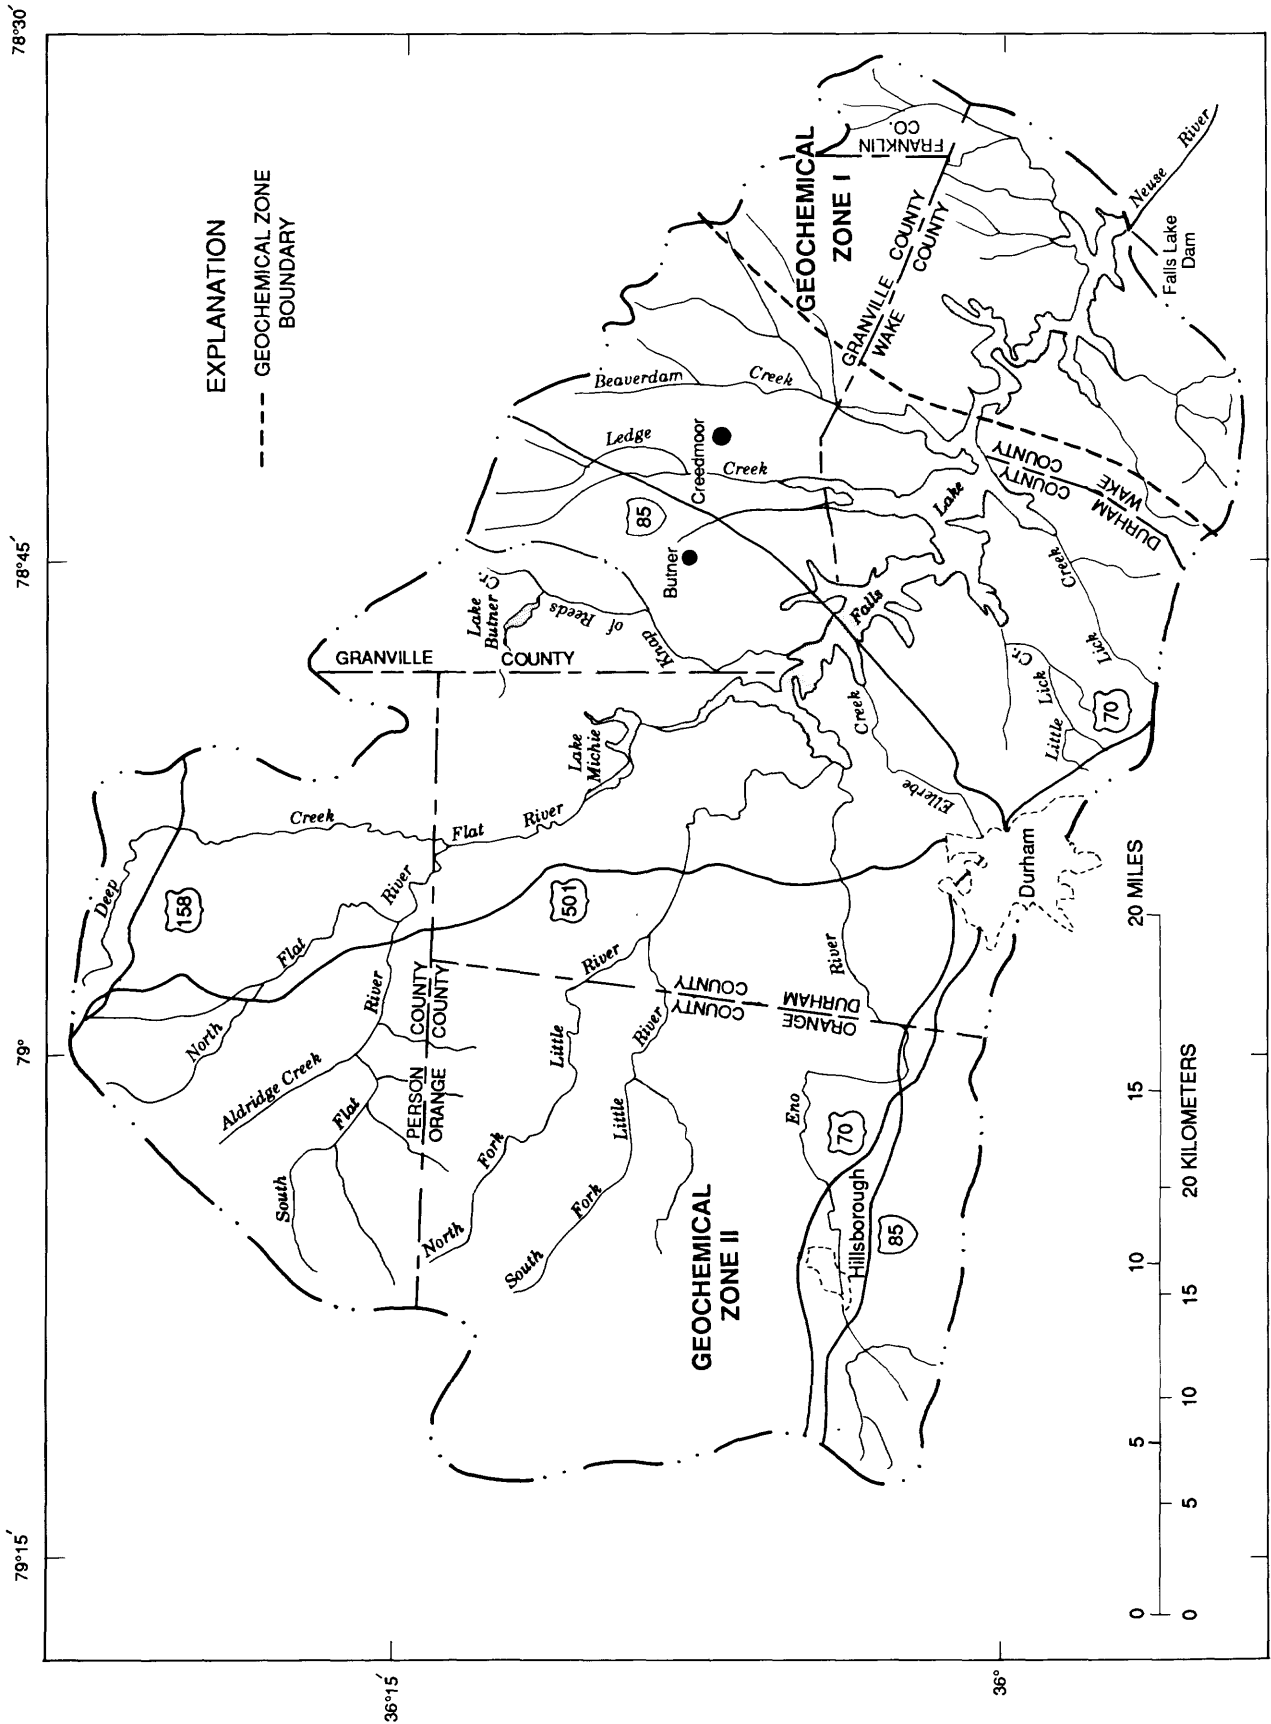 79°15′
79°
78°45′
78°30′
36°15′
36°
EXPLANATION
GEOCHEMICAL ZONE
BOUNDARY
Deep
Creek
158
North
Flat
River
Aldridge Creek
South
Flat
River
PERSON
COUNTY
ORANGE
COUNTY
Flat
River
GRANVILLE
COUNTY
Lake
Butner
Cr.
Reeds
of
Knap
Lake
Michie
501
North
Fork
Little
River
South
Fork
Little
River
GEOCHEMICAL
ZONE II
ORANGE
COUNTY
DURHAM
COUNTY
Eno
River
70
Hillsborough
85
Durham
Ellerbe
Creek
Little
Lick
Cr.
70
Lick
Creek
Butner
85
Creedmoor
Ledge
Creek
Beaverdam
Creek
Falls
Lake
DURHAM
COUNTY
WAKE
COUNTY
GRANVILLE
COUNTY
WAKE
COUNTY
GEOCHEMICAL
ZONE I
FRANKLIN
CO.
Falls Lake
Dam
Neuse
River
0
5
10
15
20 MILES
0
5
10
15
20 KILOMETERS